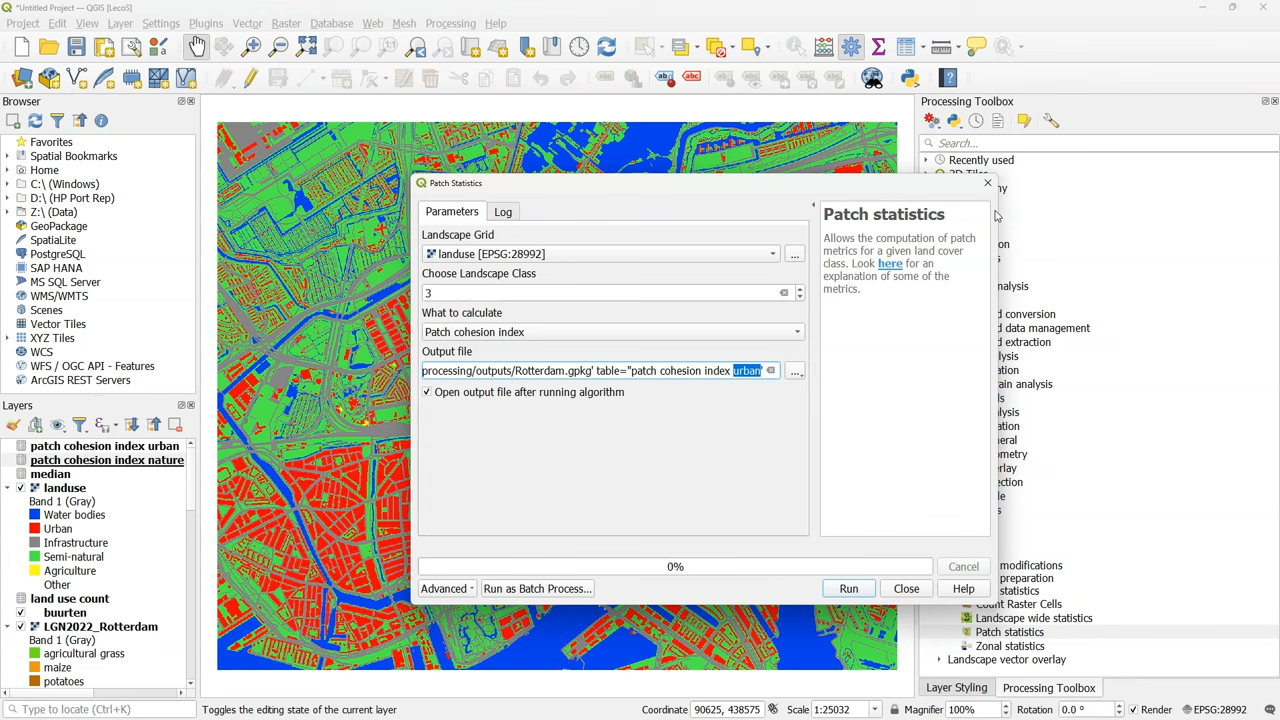 *Untitled Project — QGIS [LecoS]
Project Edit View Layer Settings Plugins Vector Raster Database Web Mesh Processing Help
Browser
Favorites
Spatial Bookmarks
Home
C:\ (Windows)
D:\ (HP Port Rep)
Z:\ (Data)
GeoPackage
SpatiaLite
PostgreSQL
SAP HANA
MS SQL Server
WMS/WMTS
Scenes
Vector Tiles
XYZ Tiles
WCS
WFS / OGC API - Features
ArcGIS REST Servers
Layers
patch cohesion index urban
patch cohesion index nature
median
landuse
Band 1 (Gray)
Water bodies
Urban
Infrastructure
Semi-natural
Agriculture
Other
land use count
buurten
LGN2022_Rotterdam
Band 1 (Gray)
agricultural grass
maize
potatoes
Patch Statistics
Parameters Log
Landscape Grid
landuse [EPSG:28992]
...
Choose Landscape Class
3
What to calculate
Patch cohesion index
Output file
processing/outputs/Rotterdam.gpkg' table="patch cohesion index urban
...
Open output file after running algorithm
Patch statistics
Allows the computation of patch
metrics for a given land cover
class. Look here for an
explanation of some of the
metrics.
0%
Cancel
Advanced
Run as Batch Process...
Run
Close
Help
Processing Toolbox
Search...
Recently used
ny
on
s
nalysis
d conversion
d data management
d extraction
lysis
ation
rain analysis
ds
alysis
ation
neral
ometry
rlay
ection
le
s
modifications
preparation
statistics
Count Raster Cells
Landscape wide statistics
Patch statistics
Zonal statistics
Landscape vector overlay
Layer Styling Processing Toolbox
Type to locate (Ctrl+K)
Toggles the editing state of the current layer
Coordinate 90625, 438575
Scale 1:25032
Magnifier 100%
Rotation 0.0 °
Render
EPSG:28992